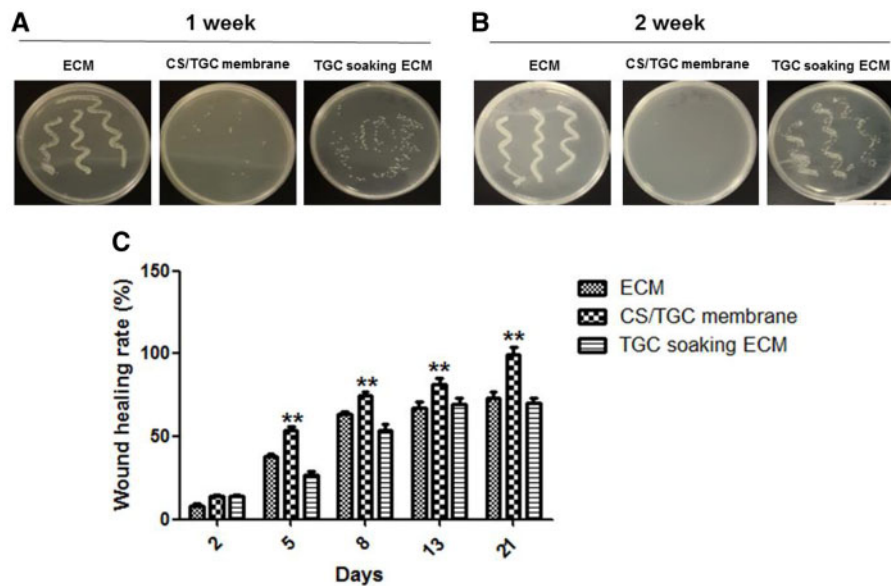 A
1 week
ECM
CS/TGC membrane
TGC soaking ECM
B
2 week
ECM
CS/TGC membrane
TGC soaking ECM
C
Wound healing rate (%)
150
100
50
0
**
**
**
**
2
5
8
13
21
Days
ECM
CS/TGC membrane
TGC soaking ECM